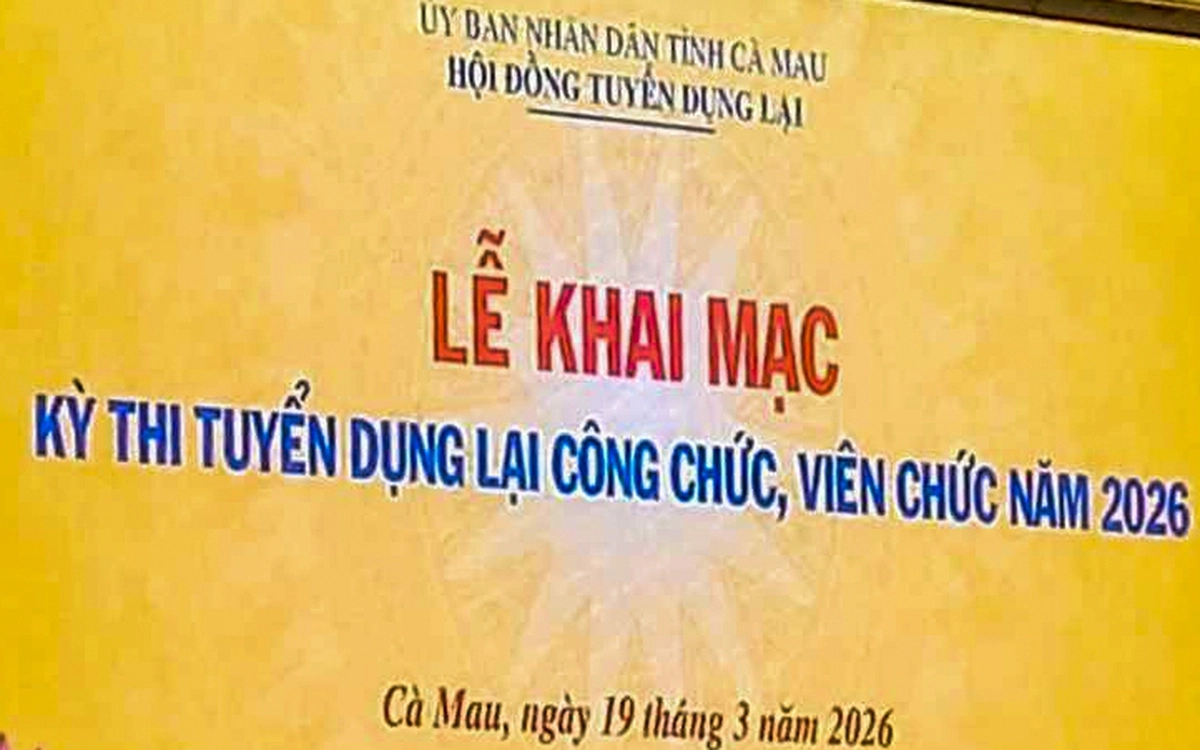 ỦY BAN NHÂN DÂN TỈNH CÀ MAU
HỘI ĐỒNG TUYỂN DỤNG LẠI
LỄ KHAI MẠC
KỲ THI TUYỂN DỤNG LẠI CÔNG CHỨC, VIÊN CHỨC NĂM 2026
Cà Mau, ngày 19 tháng 3 năm 2026